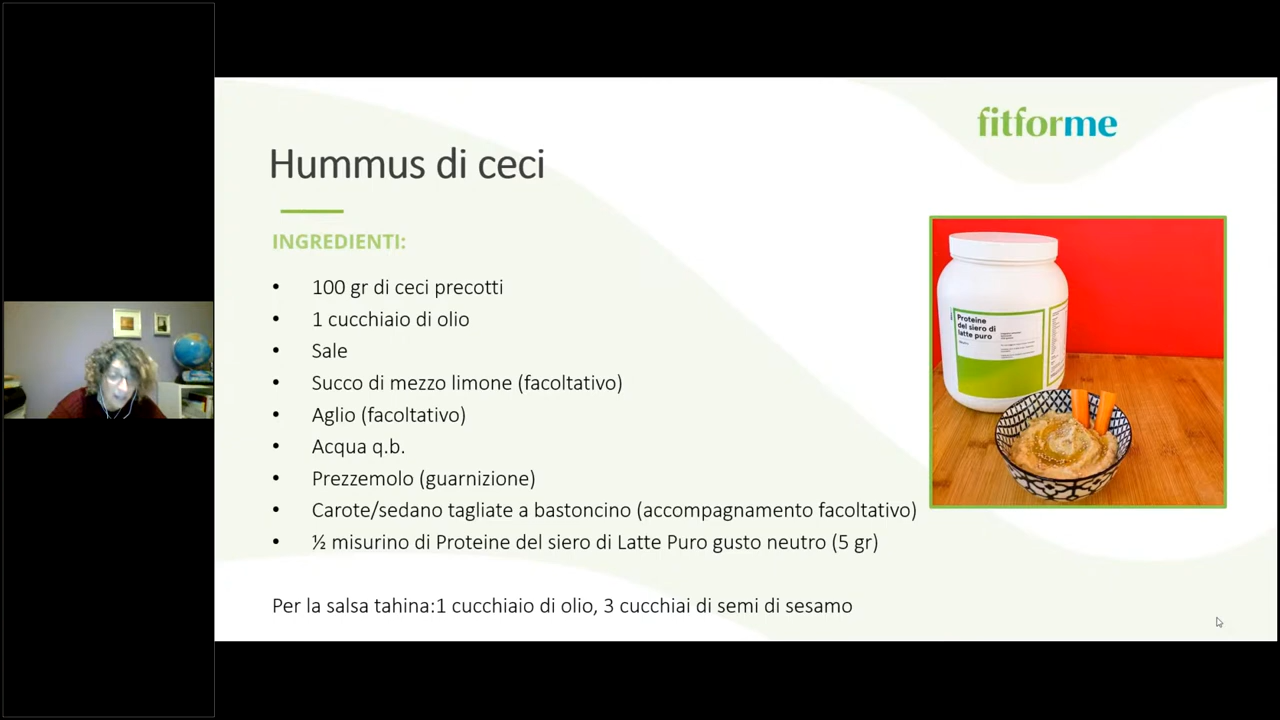 fitforme
Hummus di ceci
INGREDIENTI:
• 100 gr di ceci precotti
• 1 cucchiaio di olio
• Sale
• Succo di mezzo limone (facoltativo)
• Aglio (facoltativo)
• Acqua q.b.
• Prezzemolo (guarnizione)
• Carote/sedano tagliate a bastoncino (accompagnamento facoltativo)
• ½ misurino di Proteine del siero di Latte Puro gusto neutro (5 gr)
Per la salsa tahina:1 cucchiaio di olio, 3 cucchiai di semi di sesamo
Proteine
del siero di
latte puro